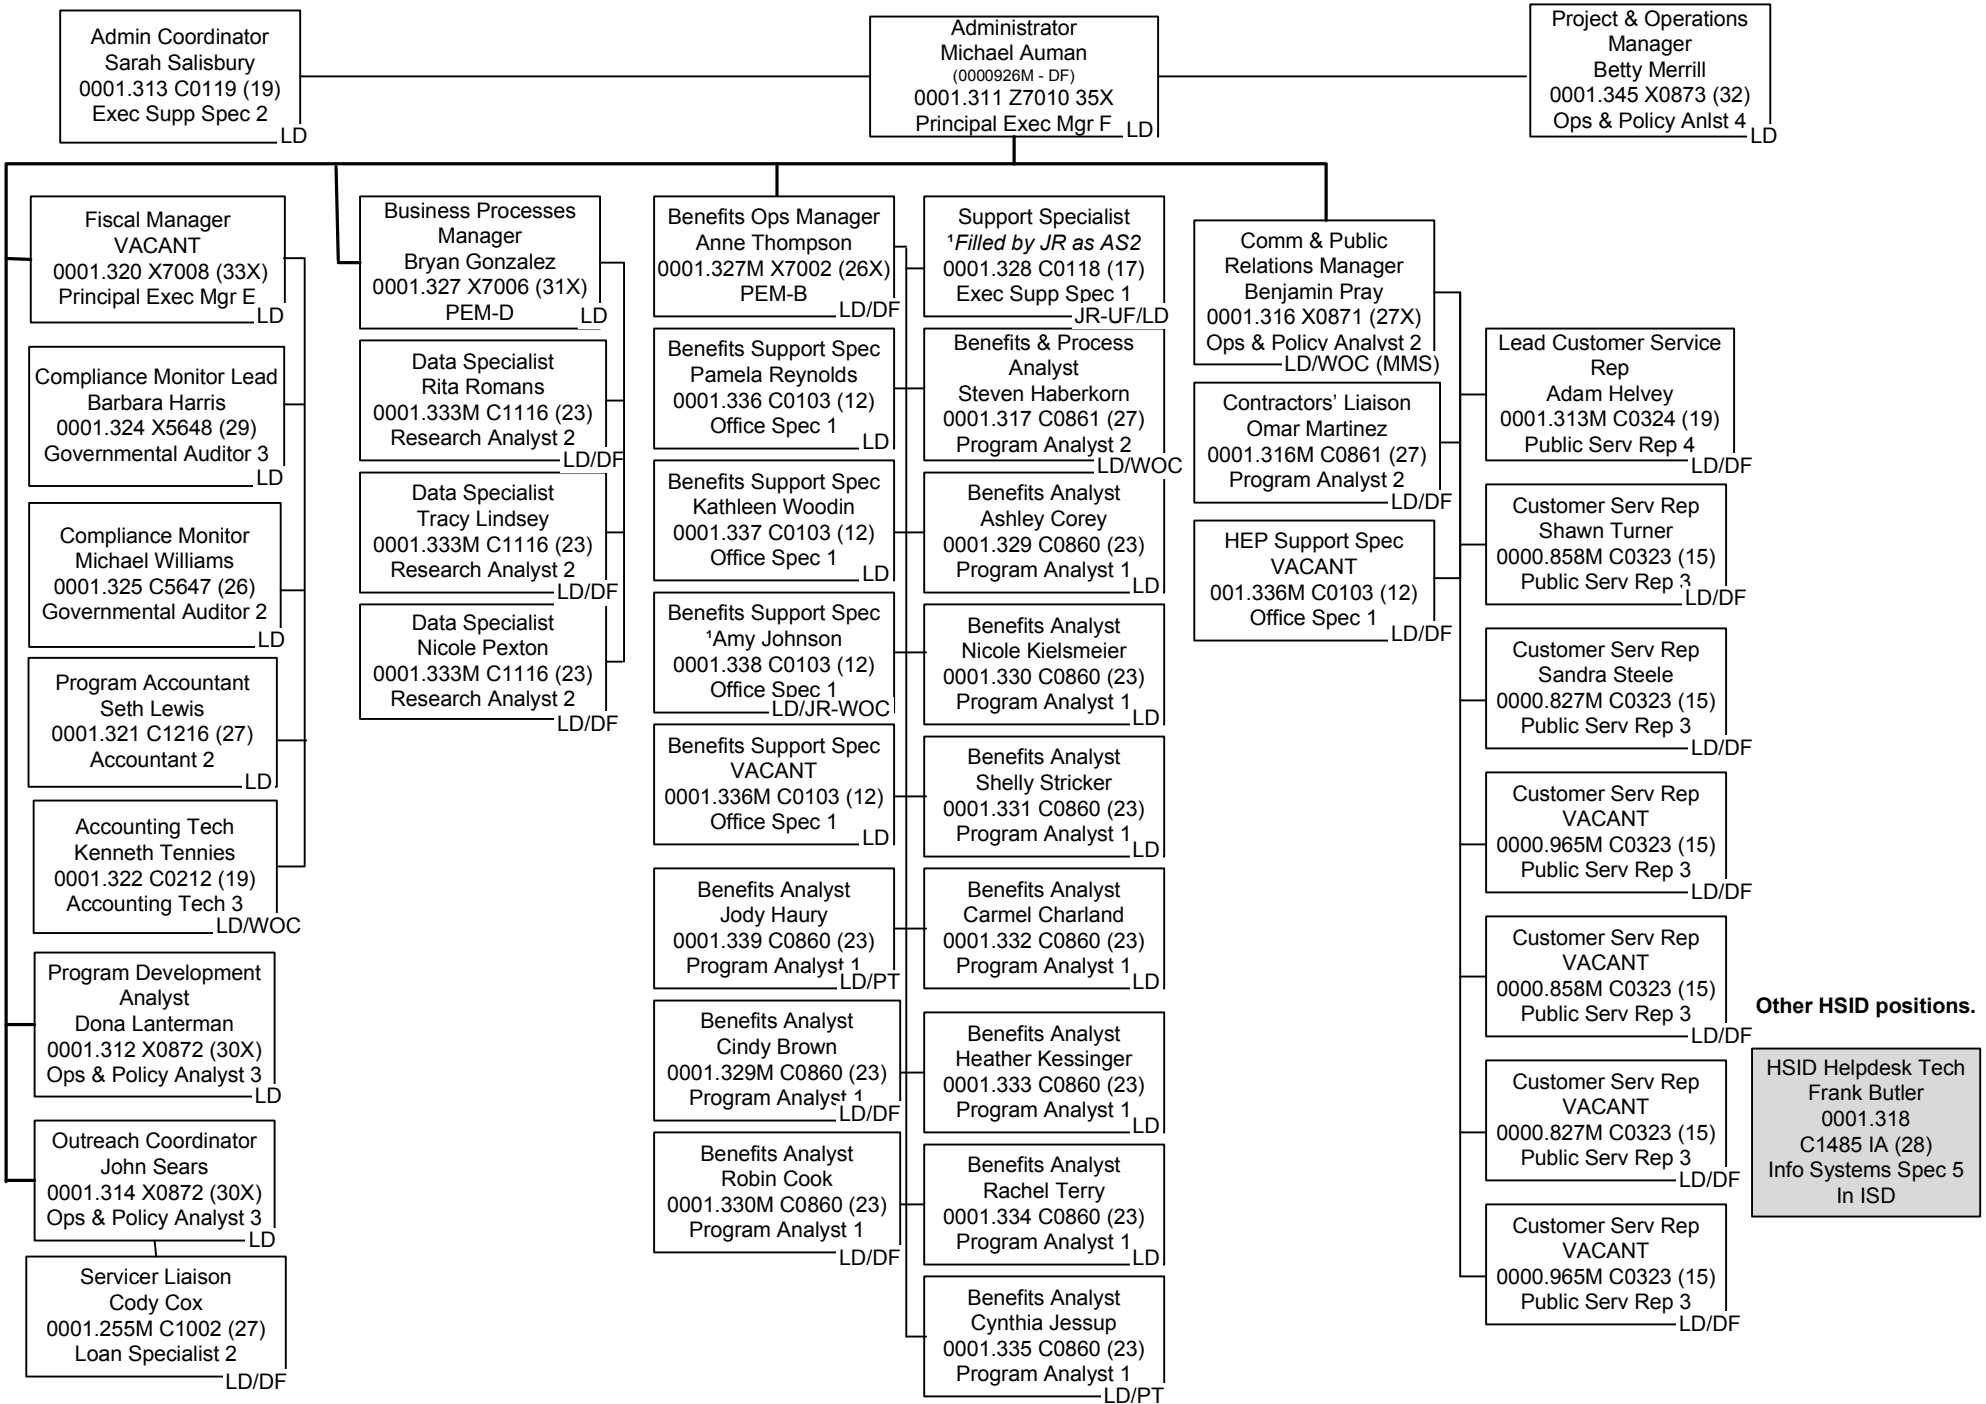 Admin Coordinator
Sarah Salisbury
0001.313 C0119 (19)
Exec Supp Spec 2
LD
Administrator
Michael Auman
(0000926M - DF)
0001.311 Z7010 35X
Principal Exec Mgr F
LD
Project & Operations
Manager
Betty Merrill
0001.345 X0873 (32)
Ops & Policy Anlst 4
LD
Fiscal Manager
VACANT
0001.320 X7008 (33X)
Principal Exec Mgr E
LD
Compliance Monitor Lead
Barbara Harris
0001.324 X5648 (29)
Governmental Auditor 3
LD
Compliance Monitor
Michael Williams
0001.325 C5647 (26)
Governmental Auditor 2
LD
Program Accountant
Seth Lewis
0001.321 C1216 (27)
Accountant 2
LD
Accounting Tech
Kenneth Tennies
0001.322 C0212 (19)
Accounting Tech 3
LD/WOC
Program Development
Analyst
Dona Lanterman
0001.312 X0872 (30X)
Ops & Policy Analyst 3
LD
Outreach Coordinator
John Sears
0001.314 X0872 (30X)
Ops & Policy Analyst 3
LD
Servicer Liaison
Cody Cox
0001.255M C1002 (27)
Loan Specialist 2
LD/DF
Business Processes
Manager
Bryan Gonzalez
0001.327 X7006 (31X)
PEM-D
LD
Data Specialist
Rita Romans
0001.333M C1116 (23)
Research Analyst 2
LD/DF
Data Specialist
Tracy Lindsey
0001.333M C1116 (23)
Research Analyst 2
LD/DF
Data Specialist
Nicole Pexton
0001.333M C1116 (23)
Research Analyst 2
LD/DF
Benefits Ops Manager
Anne Thompson
0001.327M X7002 (26X)
PEM-B
LD/DF
Benefits Support Spec
Pamela Reynolds
0001.336 C0103 (12)
Office Spec 1
LD
Benefits Support Spec
Kathleen Woodin
0001.337 C0103 (12)
Office Spec 1
LD
Benefits Support Spec
¹Amy Johnson
0001.338 C0103 (12)
Office Spec 1
LD/JR-WOC
Benefits Support Spec
VACANT
0001.336M C0103 (12)
Office Spec 1
LD
Benefits Analyst
Jody Haury
0001.339 C0860 (23)
Program Analyst 1
LD/PT
Benefits Analyst
Cindy Brown
0001.329M C0860 (23)
Program Analyst 1
LD/DF
Benefits Analyst
Robin Cook
0001.330M C0860 (23)
Program Analyst 1
LD/DF
Support Specialist
¹Filled by JR as AS2
0001.328 C0118 (17)
Exec Supp Spec 1
JR-UF/LD
Benefits & Process
Analyst
Steven Haberkorn
0001.317 C0861 (27)
Program Analyst 2
LD/WOC
Benefits Analyst
Ashley Corey
0001.329 C0860 (23)
Program Analyst 1
LD
Benefits Analyst
Nicole Kielsmeier
0001.330 C0860 (23)
Program Analyst 1
LD
Benefits Analyst
Shelly Stricker
0001.331 C0860 (23)
Program Analyst 1
LD
Benefits Analyst
Carmel Charland
0001.332 C0860 (23)
Program Analyst 1
LD
Benefits Analyst
Heather Kessinger
0001.333 C0860 (23)
Program Analyst 1
LD
Benefits Analyst
Rachel Terry
0001.334 C0860 (23)
Program Analyst 1
LD
Benefits Analyst
Cynthia Jessup
0001.335 C0860 (23)
Program Analyst 1
LD/PT
Comm & Public
Relations Manager
Benjamin Pray
0001.316 X0871 (27X)
Ops & Policy Analyst 2
LD/WOC (MMS)
Contractors' Liaison
Omar Martinez
0001.316M C0861 (27)
Program Analyst 2
LD/DF
HEP Support Spec
VACANT
001.336M C0103 (12)
Office Spec 1
LD/DF
Lead Customer Service
Rep
Adam Helvey
0001.313M C0324 (19)
Public Serv Rep 4
LD/DF
Customer Serv Rep
Shawn Turner
0000.858M C0323 (15)
Public Serv Rep 3
LD/DF
Customer Serv Rep
Sandra Steele
0000.827M C0323 (15)
Public Serv Rep 3
LD/DF
Customer Serv Rep
VACANT
0000.965M C0323 (15)
Public Serv Rep 3
LD/DF
Customer Serv Rep
VACANT
0000.858M C0323 (15)
Public Serv Rep 3
LD/DF
Customer Serv Rep
VACANT
0000.827M C0323 (15)
Public Serv Rep 3
LD/DF
Customer Serv Rep
VACANT
0000.965M C0323 (15)
Public Serv Rep 3
LD/DF
Other HSID positions.
HSID Helpdesk Tech
Frank Butler
0001.318
C1485 IA (28)
Info Systems Spec 5
In ISD